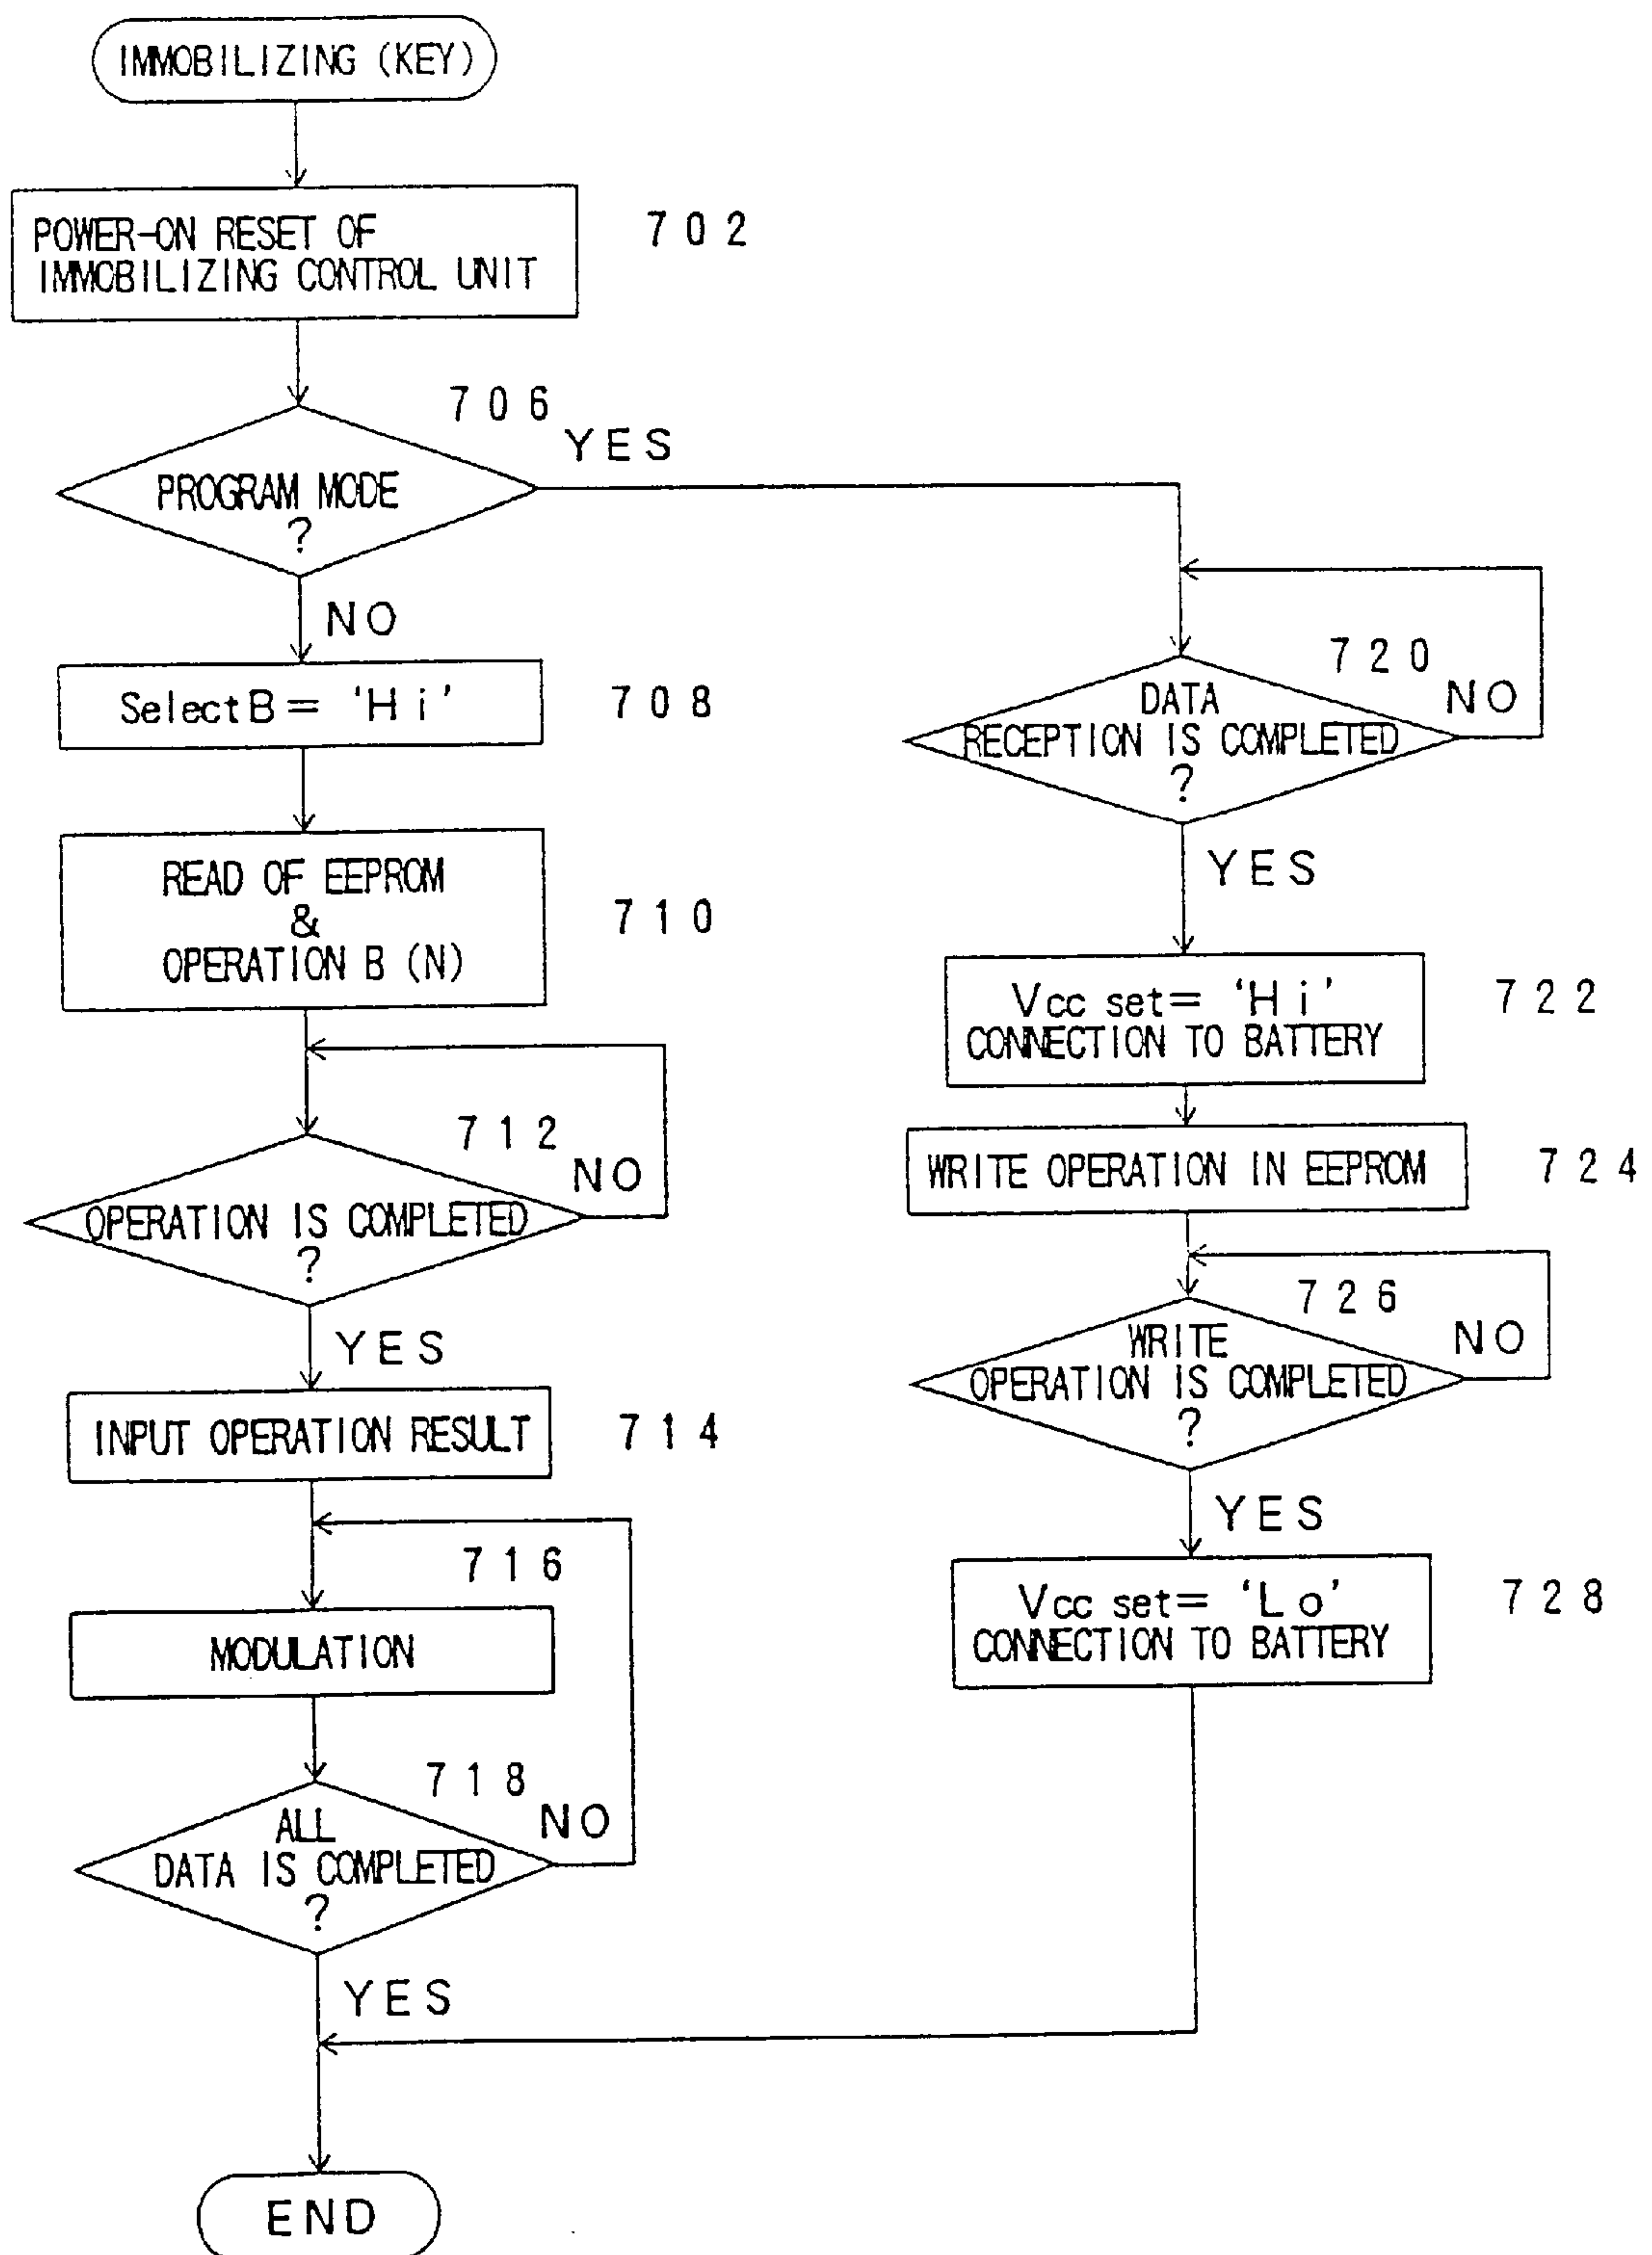 IMMOBILIZING (KEY)
POWER-ON RESET OF
IMMOBILIZING CONTROL UNIT
702
706
YES
PROGRAM MODE
?
NO
SelectB= 'Hi'
708
READ OF EEPROM
&
OPERATION B (N)
710
712
NO
OPERATION IS COMPLETED
?
YES
INPUT OPERATION RESULT
714
716
MODULATION
718
NO
ALL
DATA IS COMPLETED
?
YES
720
NO
DATA
RECEPTION IS COMPLETED
?
YES
Vcc set= 'Hi'
CONNECTION TO BATTERY
722
WRITE OPERATION IN EEPROM
724
726
NO
WRITE
OPERATION IS COMPLETED
?
YES
Vcc set= 'Lo'
CONNECTION TO BATTERY
728
END